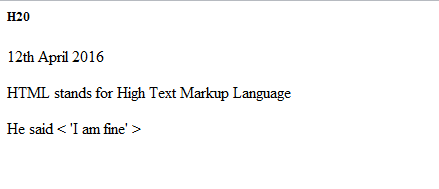 H20
12th April 2016
HTML stands for High Text Markup Language
He said < 'I am fine' >